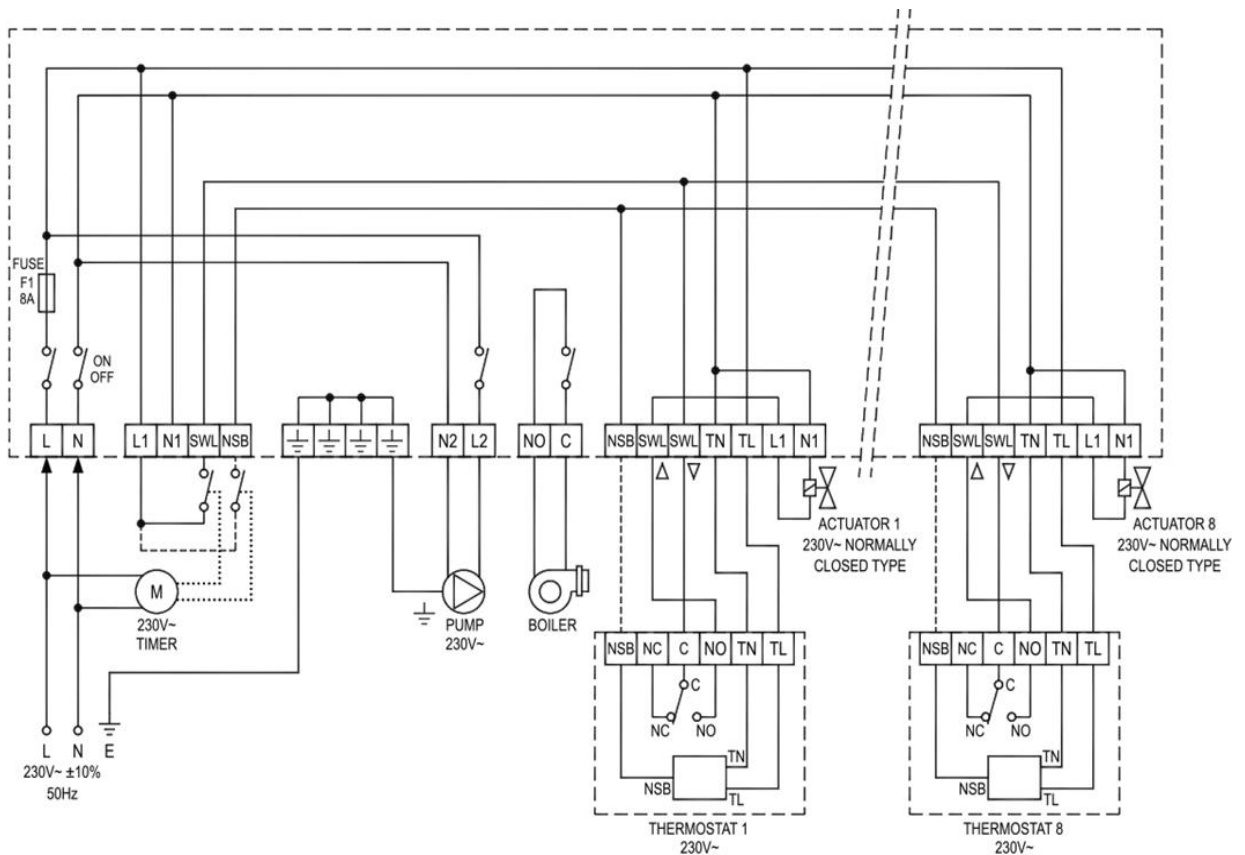 FUSE
F1
8A
ON
OFF
L N L1 N1 SWL NSB N2 L2 NO C NSB SWL SWL TN TL L1 N1 NSB SWL SWL TN TL L1 N1
ACTUATOR 1
230V~ NORMALLY
CLOSED TYPE
ACTUATOR 8
230V~ NORMALLY
CLOSED TYPE
M
230V~
TIMER
PUMP
230V~
BOILER
NSB NC C NO TN TL
C
NC NO
TN
NSB
TL
THERMOSTAT 1
230V~
NSB NC C NO TN TL
C
NC NO
TN
NSB
TL
THERMOSTAT 8
230V~
L N E
230V~ ±10%
50Hz